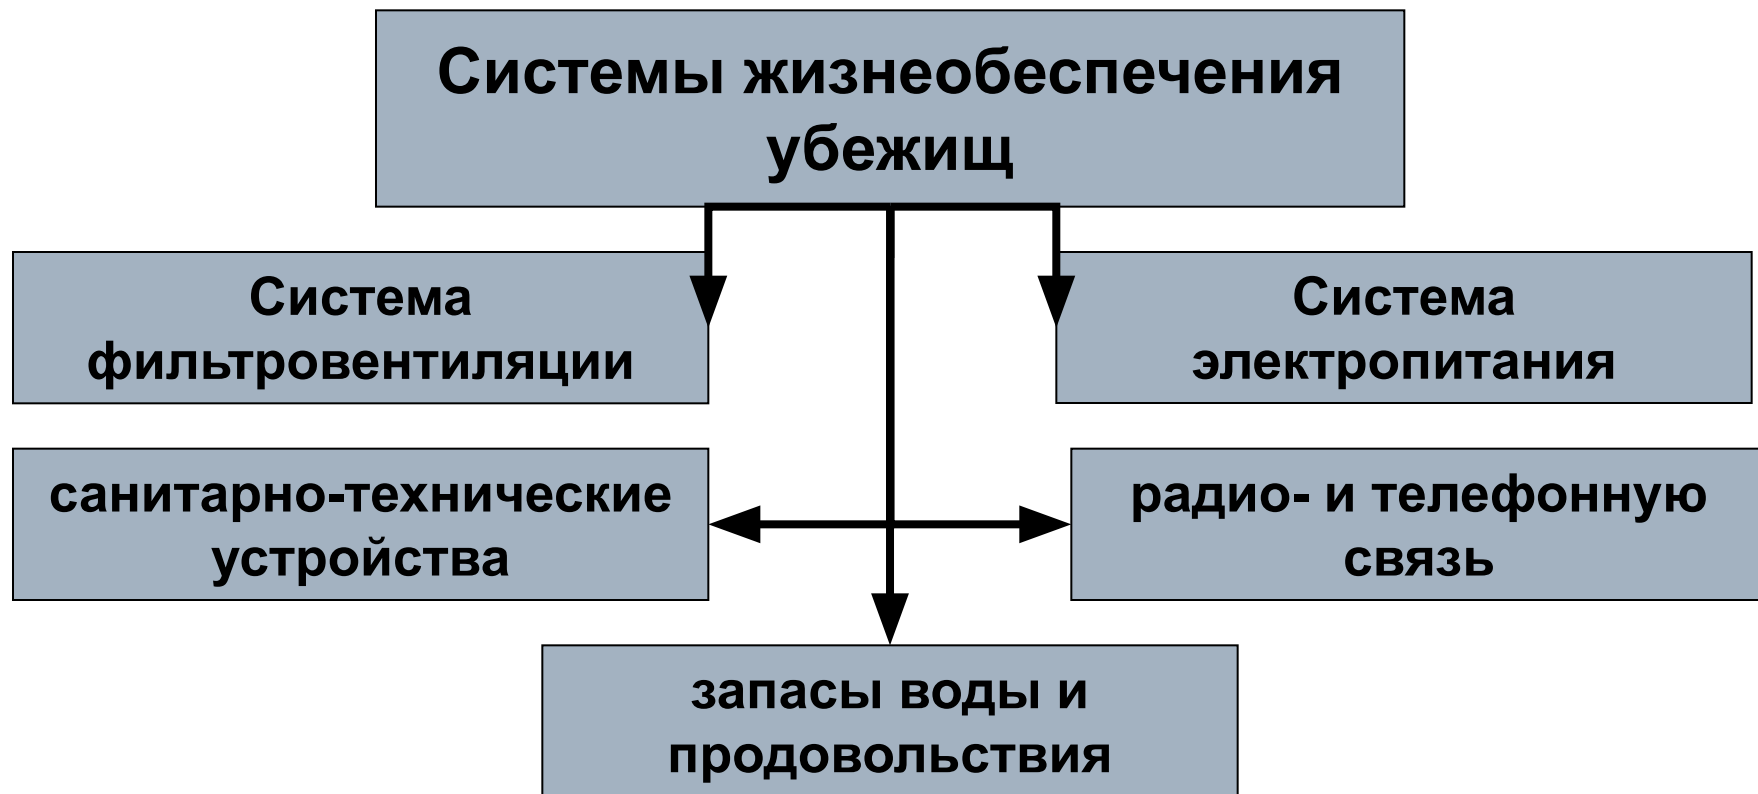 Системы жизнеобеспечения
убежищ
Система
фильтровентиляции
Система
электропитания
санитарно-технические
устройства
радио- и телефонную
связь
запасы воды и
продовольствия